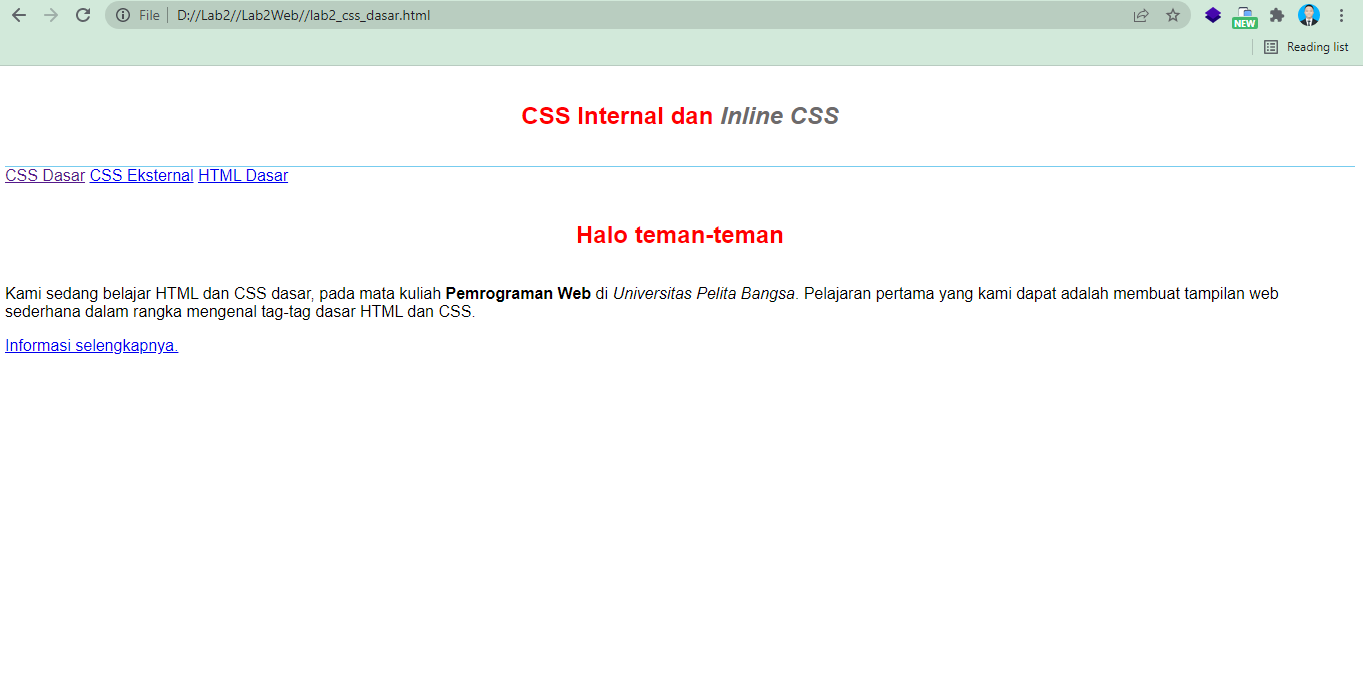 File D://Lab2//Lab2Web//lab2_css_dasar.html
NEW
Reading list
CSS Internal dan Inline CSS
CSS Dasar CSS Eksternal HTML Dasar
Halo teman-teman
Kami sedang belajar HTML dan CSS dasar, pada mata kuliah Pemrograman Web di Universitas Pelita Bangsa. Pelajaran pertama yang kami dapat adalah membuat tampilan web
sederhana dalam rangka mengenal tag-tag dasar HTML dan CSS.
Informasi selengkapnya.